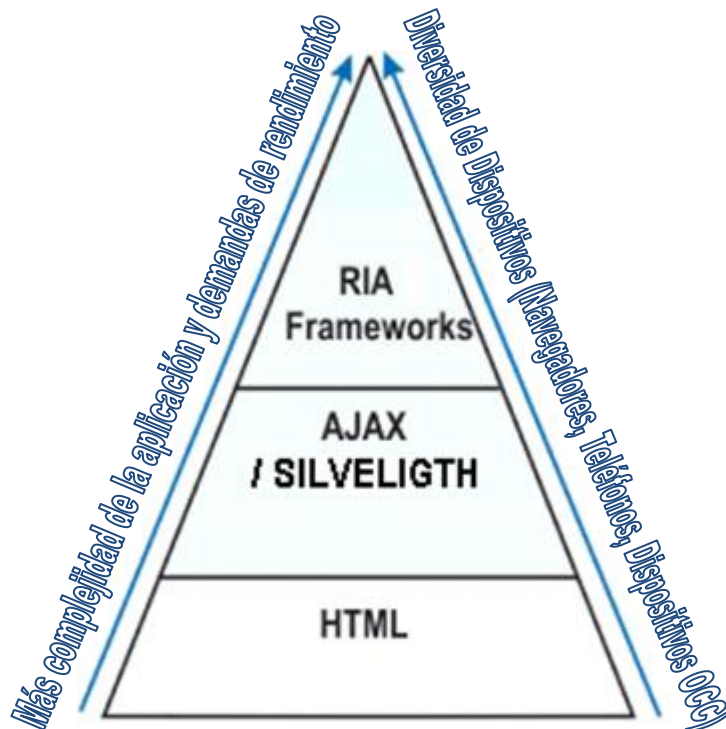 Más complejidad de la aplicación y demandas de rendimiento
Diversidad de Dispositivos (Navegadores, Teléfonos, Dispositivos OCC)
RIA
Frameworks
AJAX
/ SILVELIGTH
HTML